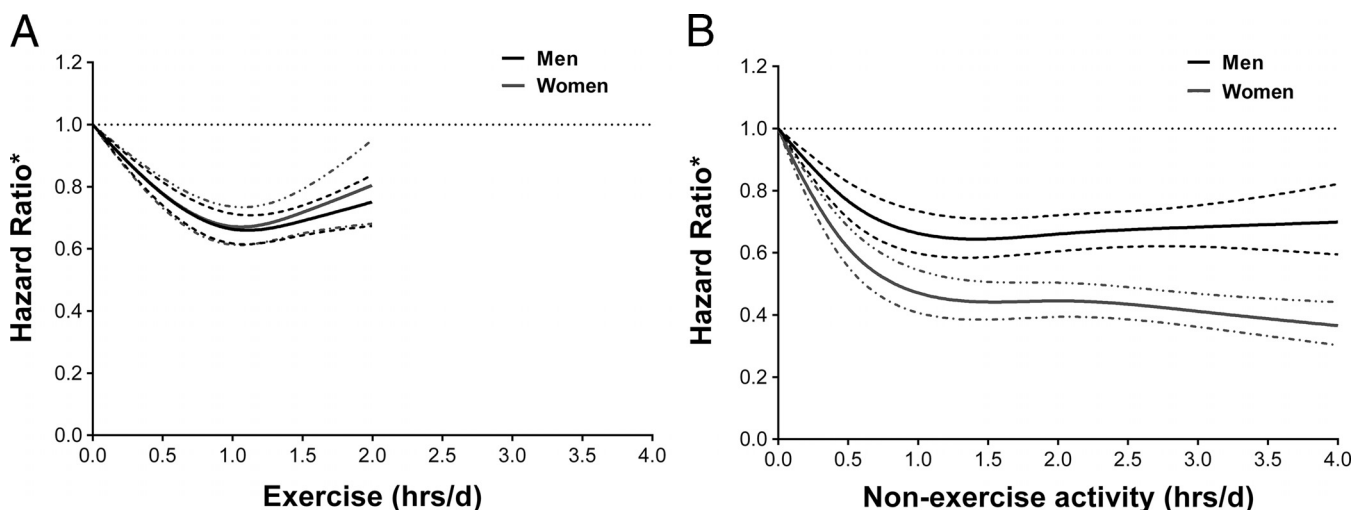 A
Men
Women
1.2
1.0
0.8
0.6
0.4
0.2
0.0
Hazard Ratio*
0.0 0.5 1.0 1.5 2.0 2.5 3.0 3.5 4.0
Exercise (hrs/d)
B
Men
Women
1.2
1.0
0.8
0.6
0.4
0.2
0.0
Hazard Ratio*
0.0 0.5 1.0 1.5 2.0 2.5 3.0 3.5 4.0
Non-exercise activity (hrs/d)